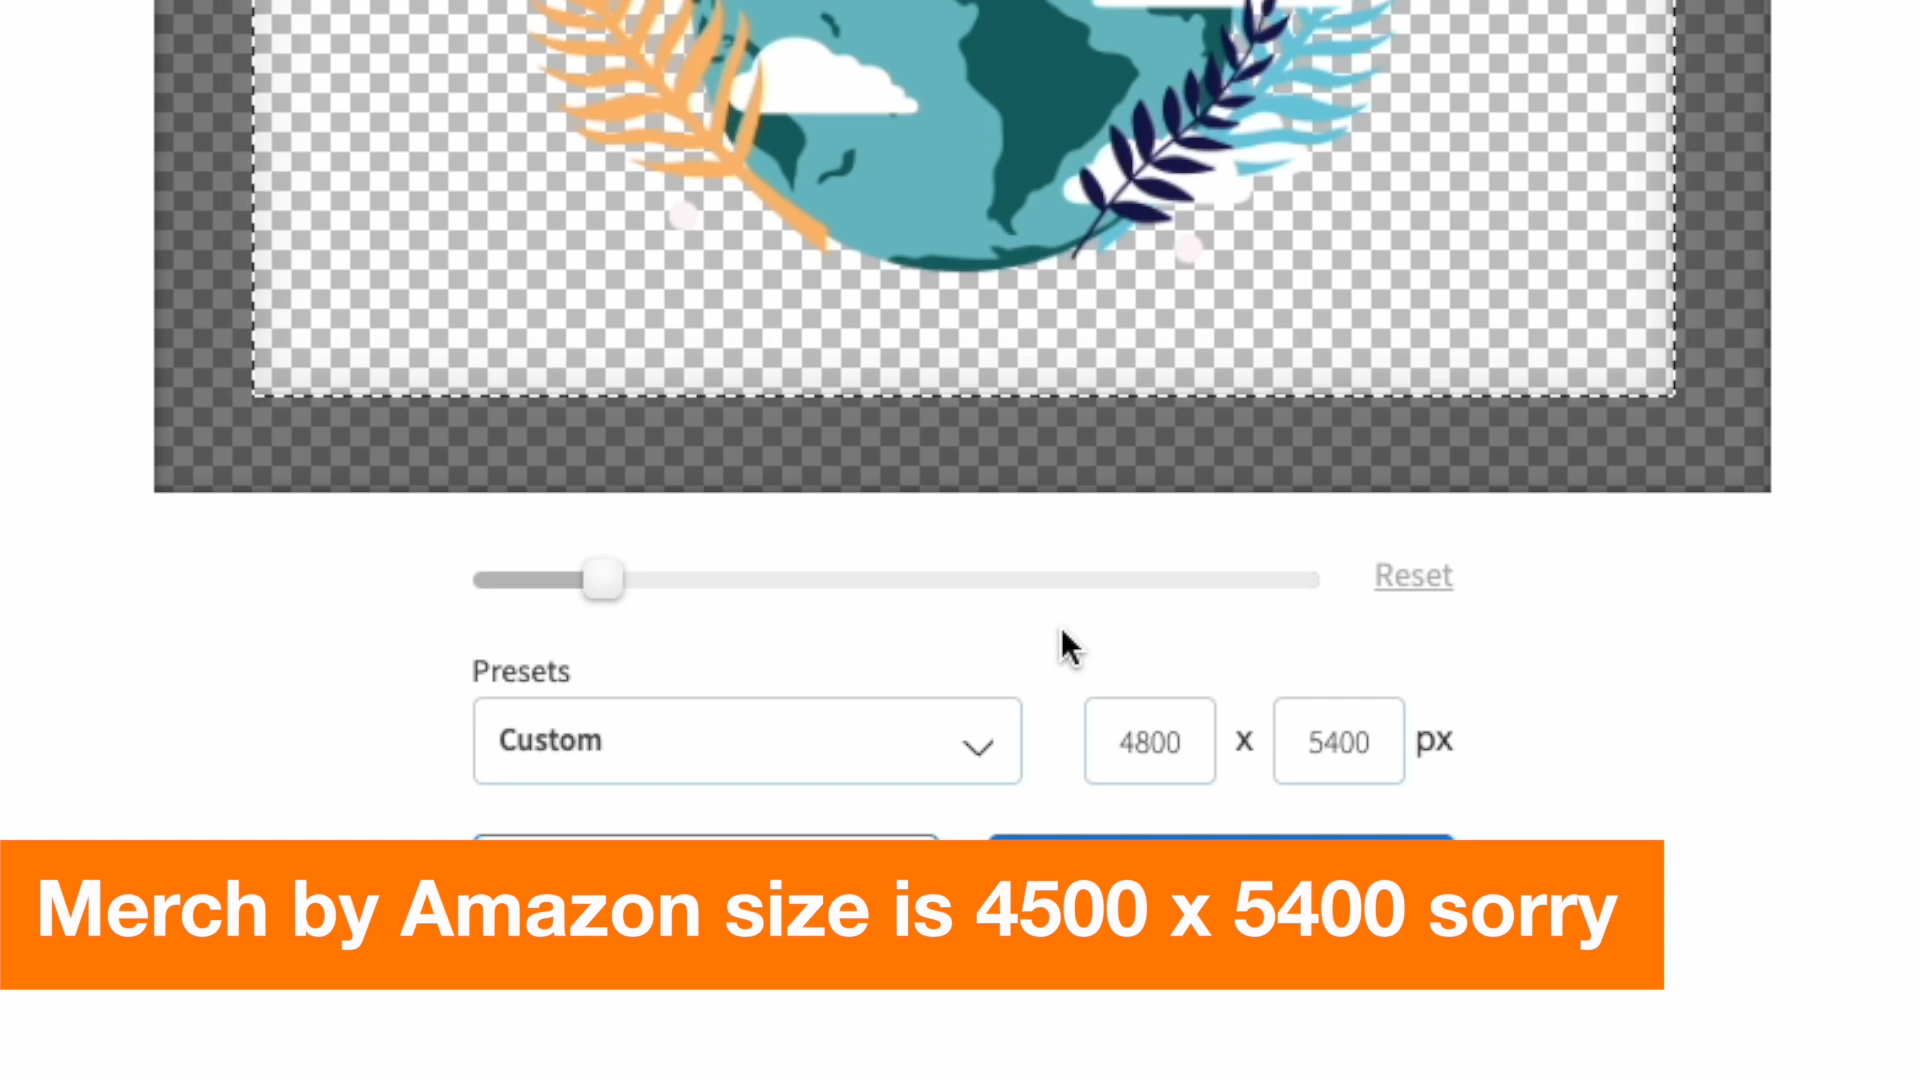 Reset
Presets
Custom
4800 x 5400 px
Merch by Amazon size is 4500 x 5400 sorry